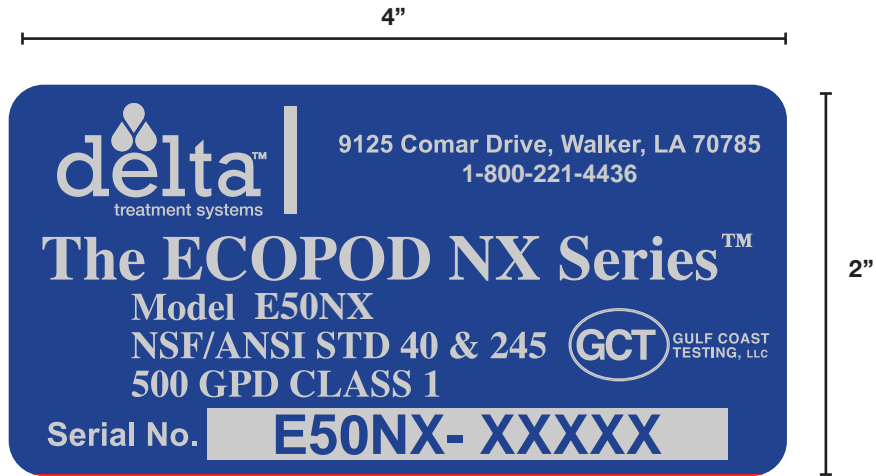 4”
delta™
treatment systems
9125 Comar Drive, Walker, LA 70785
1-800-221-4436
The ECOPOD NX Series™
Model E50NX
NSF/ANSI STD 40 & 245
500 GPD CLASS 1
GCT
GULF COAST
TESTING, LLC
Serial No. E50NX- XXXXX
2”